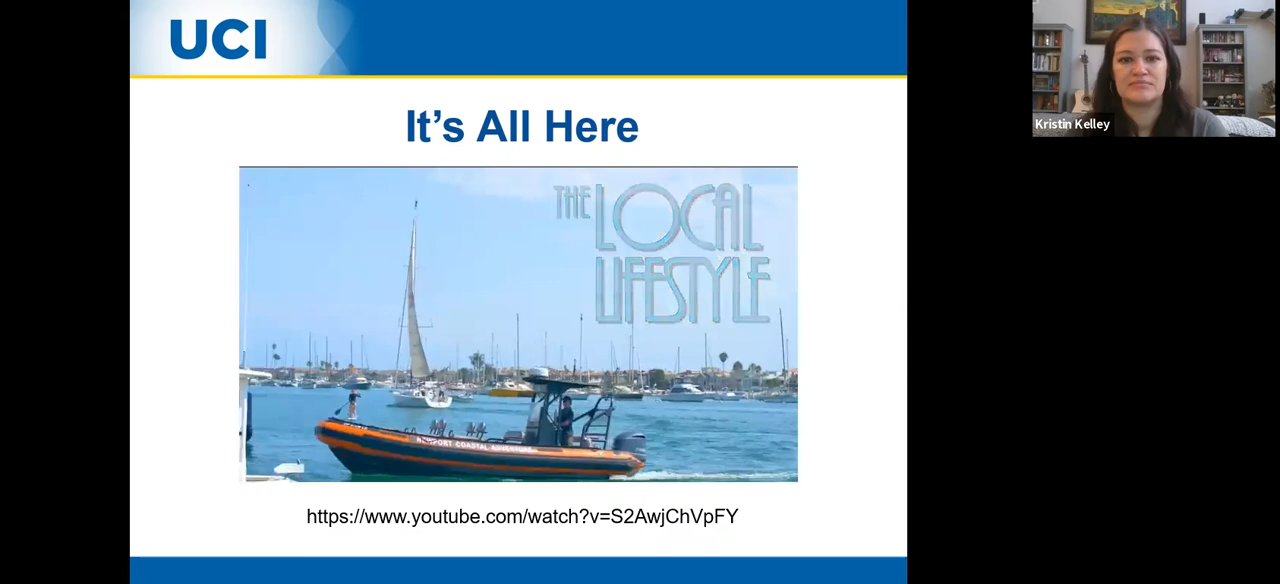 UCI
It's All Here
THE LOCAL
LIFESTYLE
NEWPORT COASTAL ADVENTURE
https://www.youtube.com/watch?v=S2AwjChVpFY
Kristin Kelley